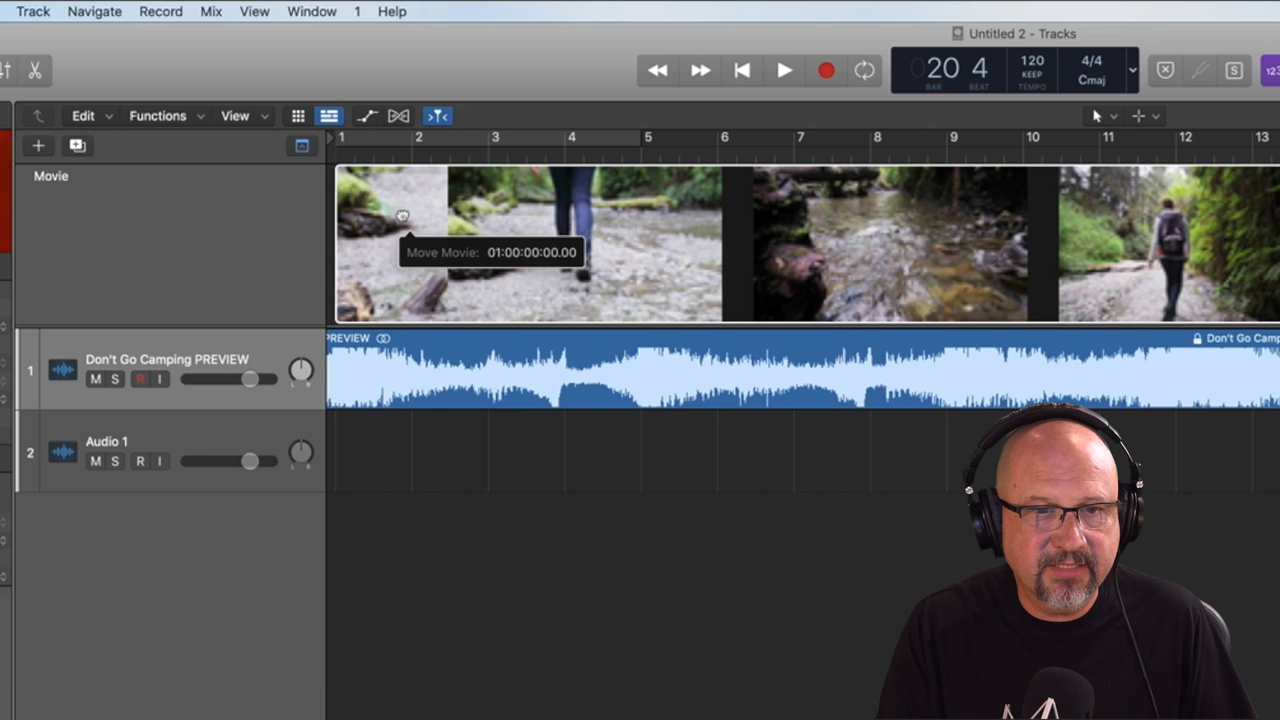 Track Navigate Record Mix View Window 1 Help
Untitled 2 - Tracks
020 4 120 4/4
KEEP Cmaj
BAR BEAT TEMPO
S 123
Edit Functions View
1 2 3 4 5 6 7 8 9 10 11 12 13
Movie
Move Movie: 01:00:00:00.00
PREVIEW
Don't Go Camp
1 Don't Go Camping PREVIEW
M S R I
L R
2 Audio 1
M S R I
L R